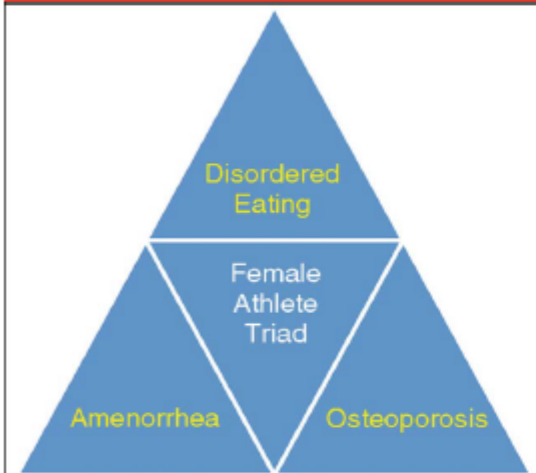 Disordered
Eating
Female
Athlete
Triad
Amenorrhea
Osteoporosis